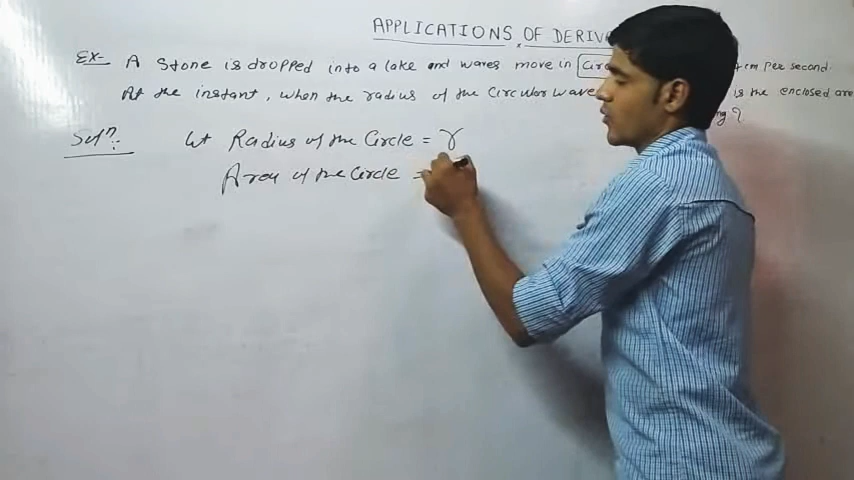 APPLICATIONS OF DERIV
Ex- A stone is dropped into a lake and waves move in Circ cm per second.
At the instant, when the radius of the circular wave is the enclosed are
ng ?
Solⁿ: Let Radius of the Circle = r
Area of the Circle =